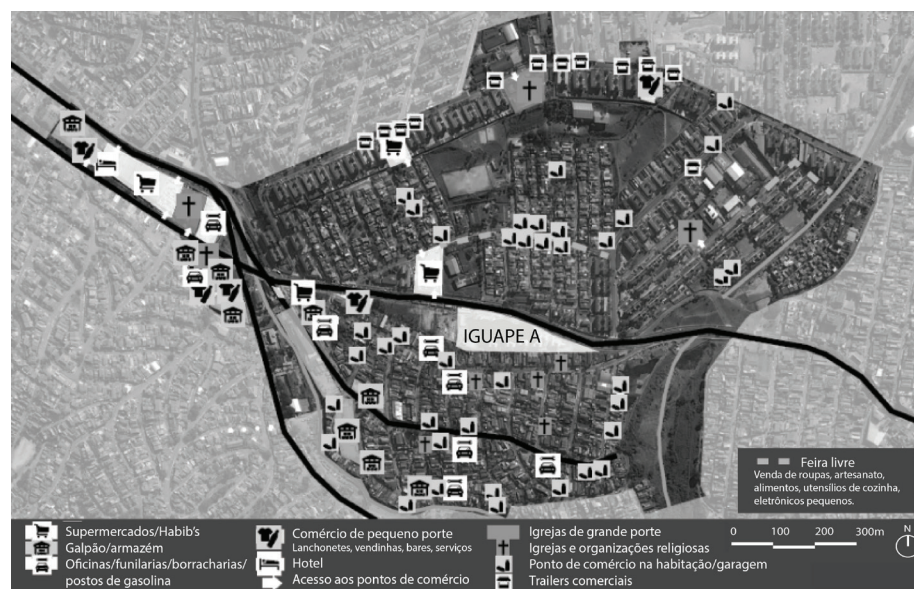 IGUAPE A
Feira livre
Venda de roupas, artesanato,
alimentos, utensílios de cozinha,
eletrônicos pequenos.
Supermercados/Habib's
Galpão/armazém
Oficinas/funilarias/borracharias/
postos de gasolina
Comércio de pequeno porte
Lanchonetes, vendinhas, bares, serviços
Hotel
Acesso aos pontos de comércio
Igrejas de grande porte
Igrejas e organizações religiosas
Ponto de comércio na habitação/garagem
Trailers comerciais
0 100 200 300m
N